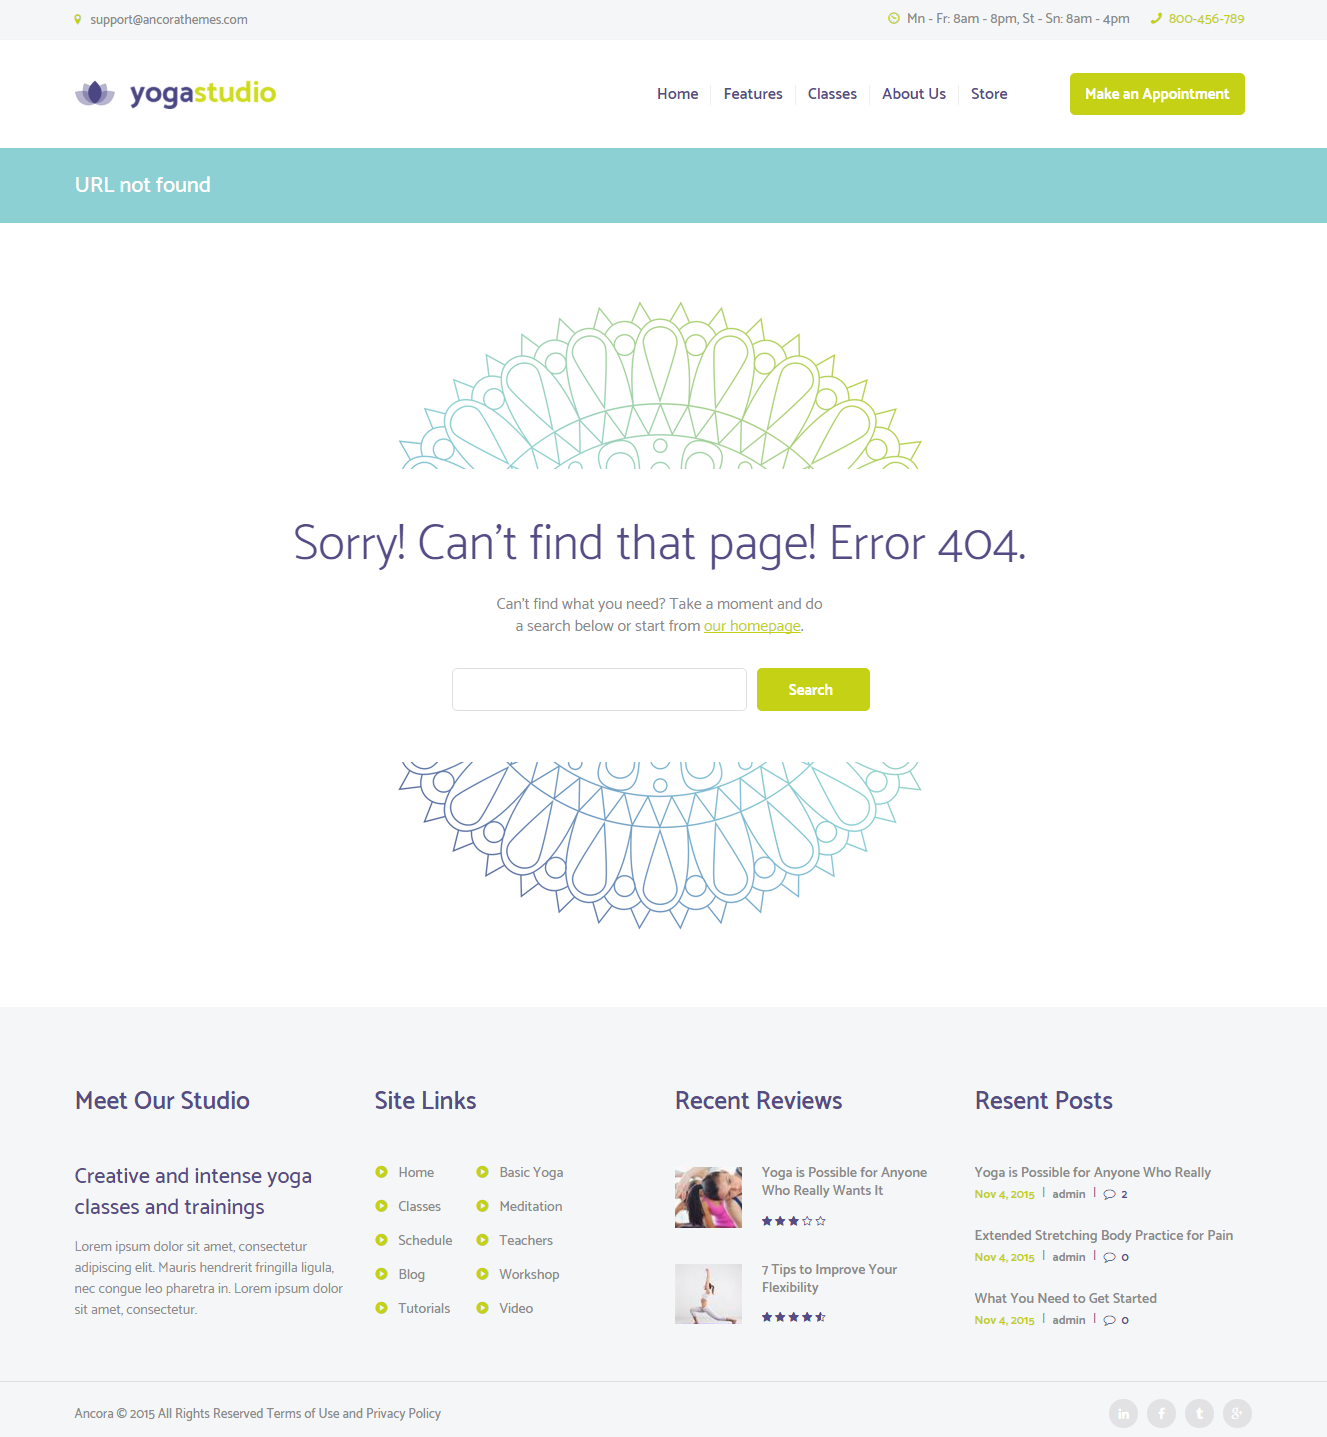 support@ancorathemes.com
Mn - Fr: 8am - 8pm, St - Sn: 8am - 4pm
800-456-789
yogastudio
Home
Features
Classes
About Us
Store
Make an Appointment
URL not found
Sorry! Can't find that page! Error 404.
Can't find what you need? Take a moment and do
a search below or start from our homepage.
Search
Meet Our Studio
Creative and intense yoga
classes and trainings
Lorem ipsum dolor sit amet, consectetur
adipiscing elit. Mauris hendrerit fringilla ligula,
nec congue leo pharetra in. Lorem ipsum dolor
sit amet, consectetur.
Site Links
Home
Classes
Schedule
Blog
Tutorials
Basic Yoga
Meditation
Teachers
Workshop
Video
Recent Reviews
Yoga is Possible for Anyone
Who Really Wants It
7 Tips to Improve Your
Flexibility
Resent Posts
Yoga is Possible for Anyone Who Really
Nov 4, 2015 | admin | 2
Extended Stretching Body Practice for Pain
Nov 4, 2015 | admin | 0
What You Need to Get Started
Nov 4, 2015 | admin | 0
Ancora © 2015 All Rights Reserved Terms of Use and Privacy Policy